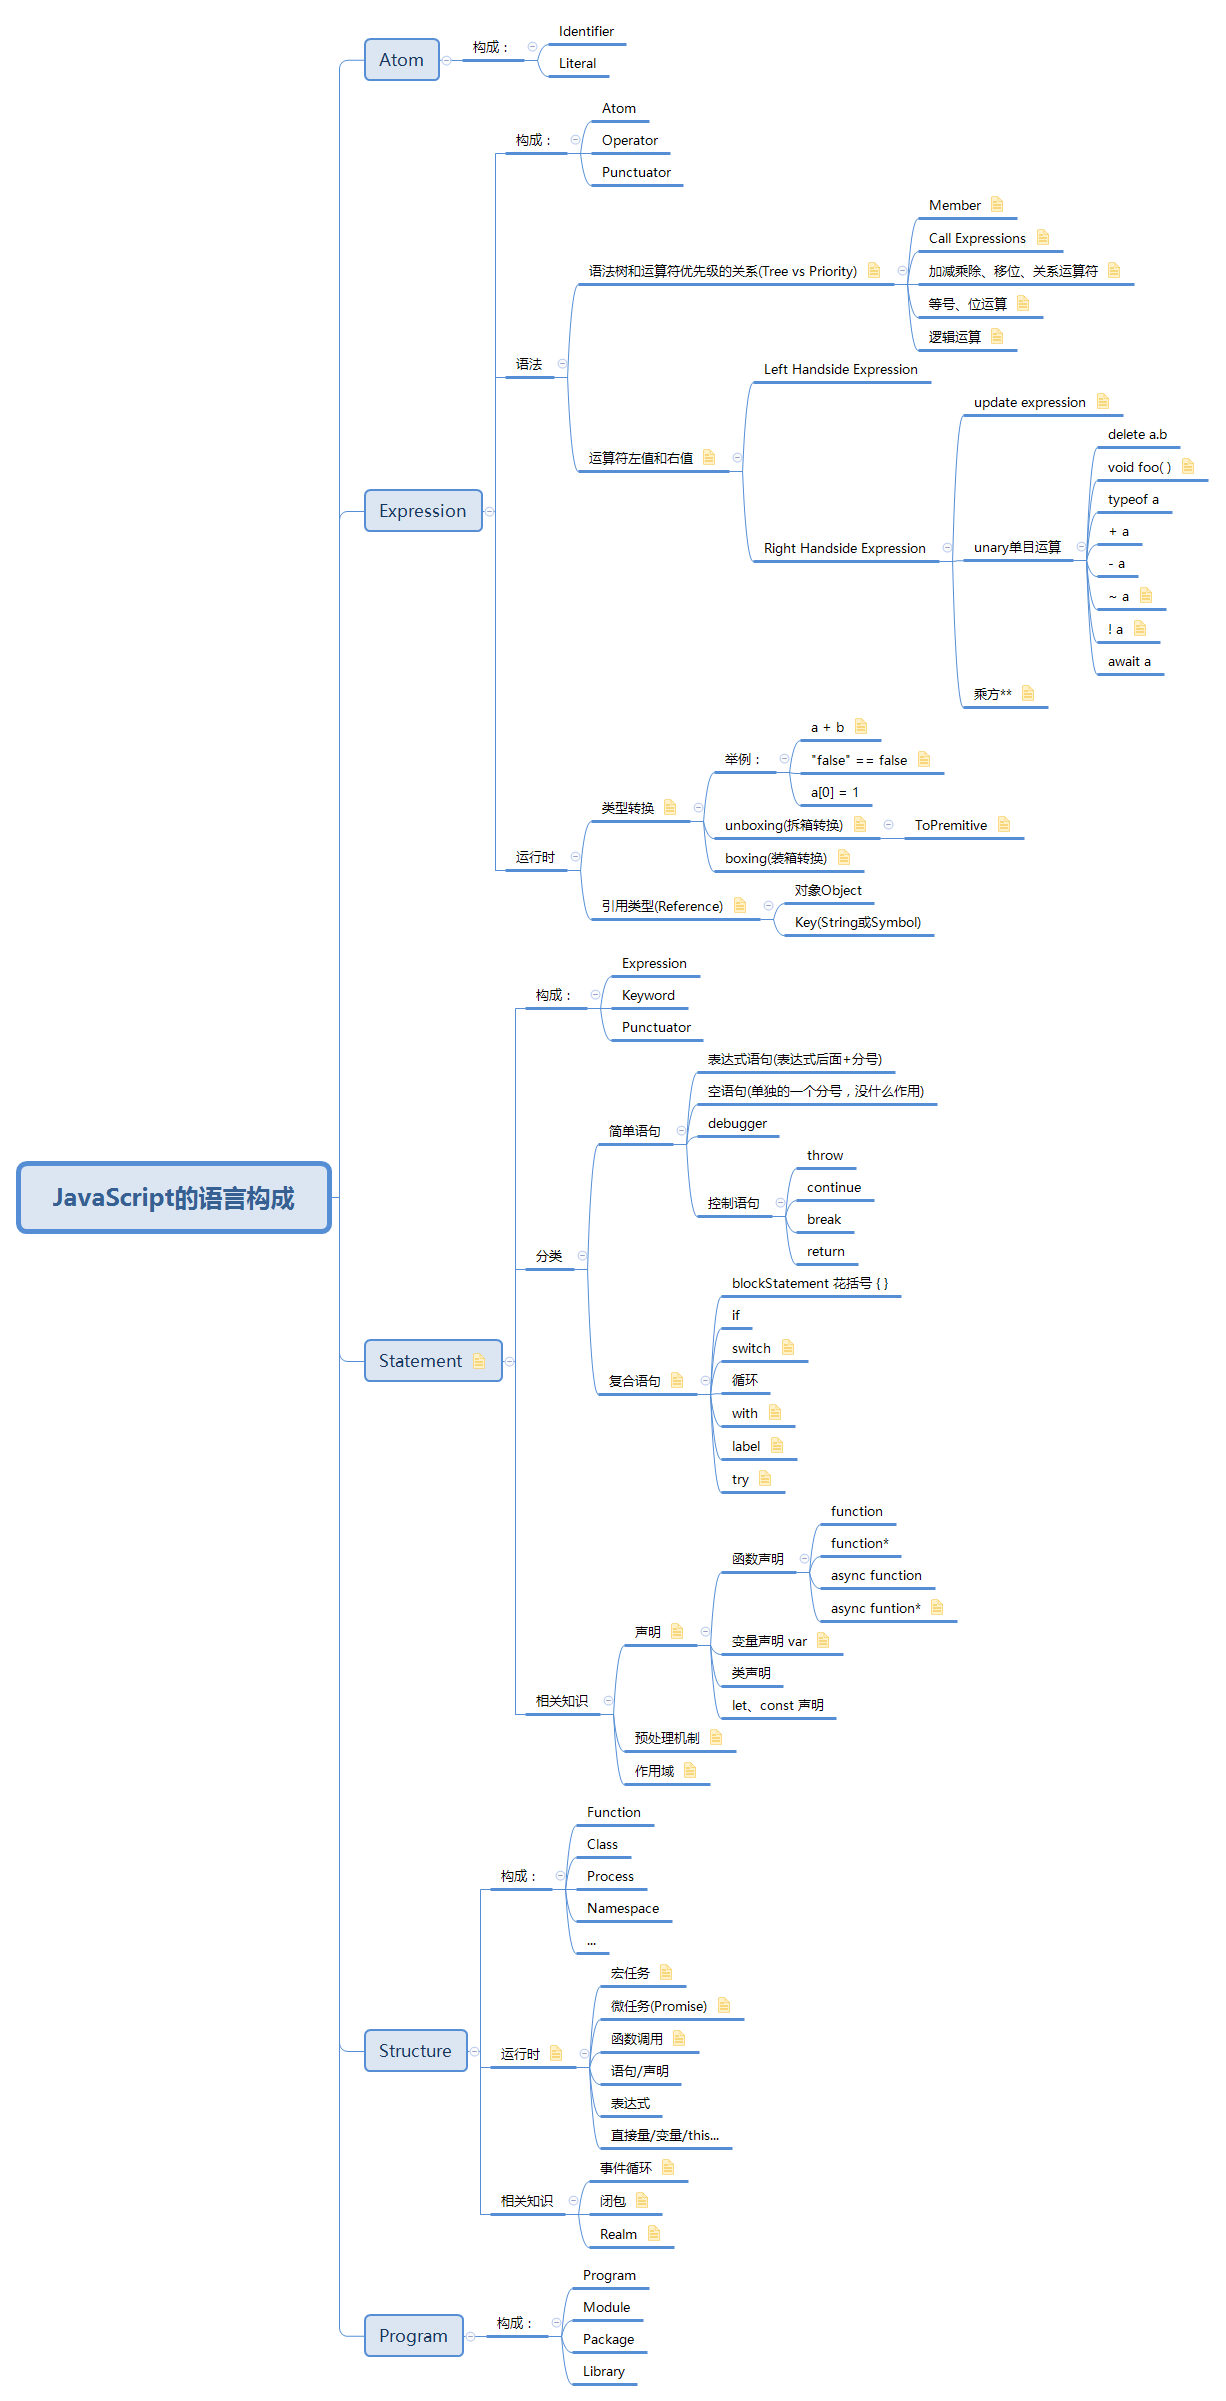 JavaScript的语言构成
Atom
构成：
Identifier
Literal
Expression
构成：
Atom
Operator
Punctuator
语法
语法树和运算符优先级的关系(Tree vs Priority)
Member
Call Expressions
加减乘除、移位、关系运算符
等号、位运算
逻辑运算
运算符左值和右值
Left Handside Expression
Right Handside Expression
update expression
unary单目运算
delete a.b
void foo( )
typeof a
+ a
- a
~ a
! a
await a
乘方**
运行时
类型转换
举例：
a + b
"false" == false
a[0] = 1
unboxing(拆箱转换)
ToPremitive
boxing(装箱转换)
引用类型(Reference)
对象Object
Key(String或Symbol)
Statement
构成：
Expression
Keyword
Punctuator
分类
简单语句
表达式语句(表达式后面+分号)
空语句(单独的一个分号，没什么作用)
debugger
控制语句
throw
continue
break
return
复合语句
blockStatement 花括号 { }
if
switch
循环
with
label
try
相关知识
声明
函数声明
function
function*
async function
async funtion*
变量声明 var
类声明
let、const 声明
预处理机制
作用域
Structure
构成：
Function
Class
Process
Namespace
...
运行时
宏任务
微任务(Promise)
函数调用
语句/声明
表达式
直接量/变量/this...
相关知识
事件循环
闭包
Realm
Program
构成：
Program
Module
Package
Library